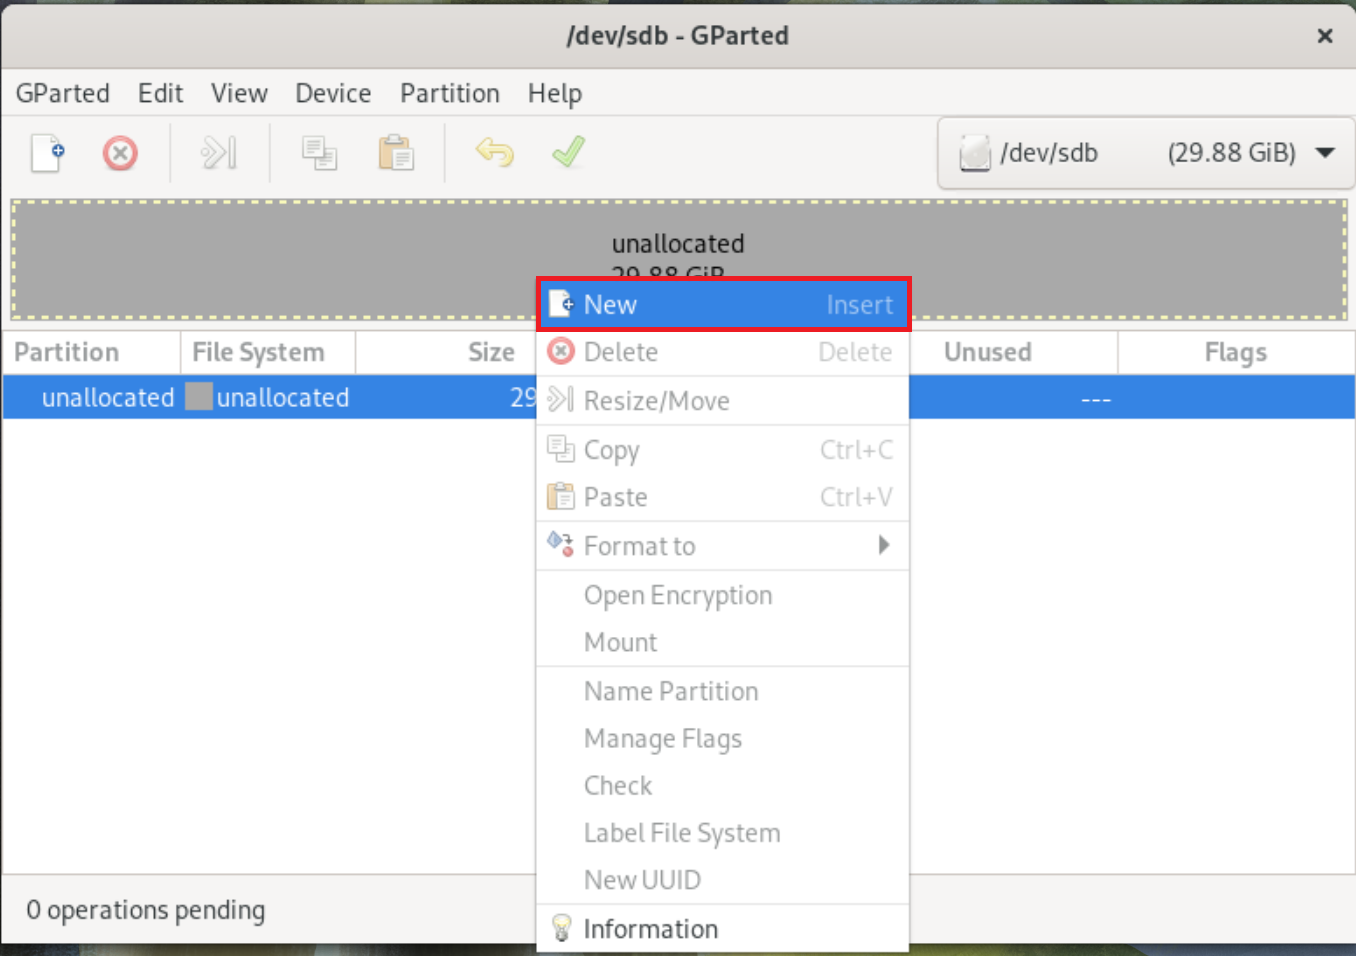 /dev/sdb - GParted
GParted Edit View Device Partition Help
/dev/sdb (29.88 GiB)
unallocated
29.88 GiB
New Insert
Partition File System Size Unused Flags
Delete Delete
unallocated unallocated 29 ---
Resize/Move
Copy Ctrl+C
Paste Ctrl+V
Format to
Open Encryption
Mount
Name Partition
Manage Flags
Check
Label File System
New UUID
Information
0 operations pending